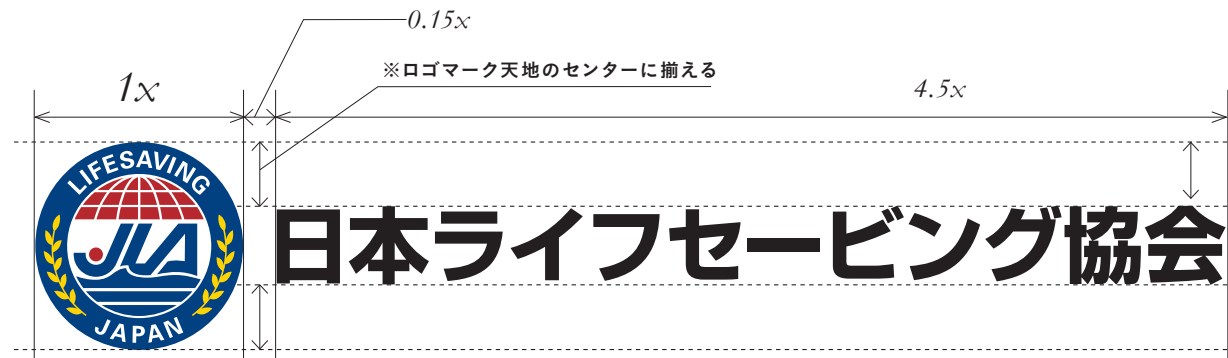 0.15x
※ロゴマーク天地のセンターに揃える
1x
4.5x
LIFESAVING
JLA
JAPAN
日本ライフセービング協会